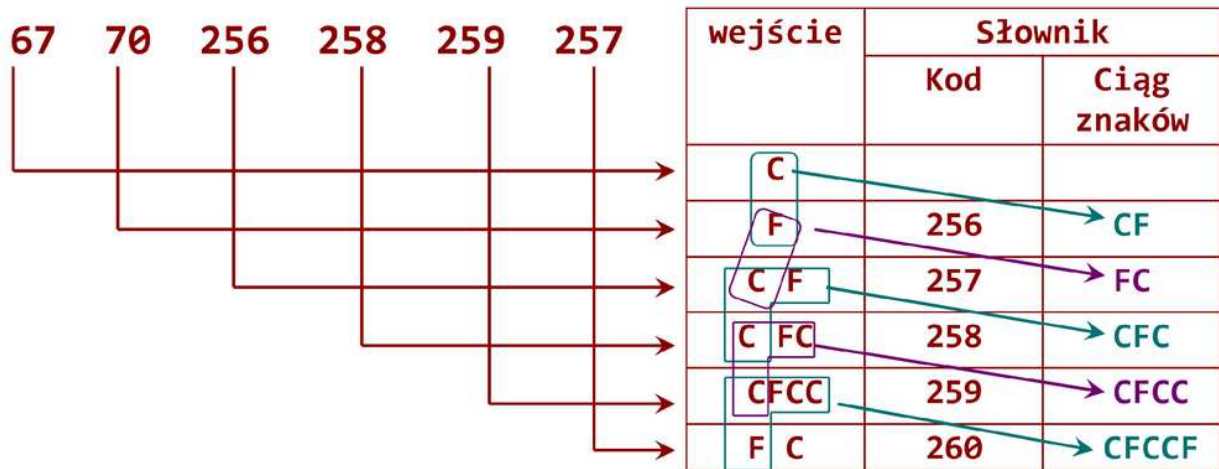 67 70 256 258 259 257
wejście Słownik
Kod Ciąg
znaków
C
F 256 CF
C F 257 FC
C FC 258 CFC
CFCC 259 CFCC
F C 260 CFCCF